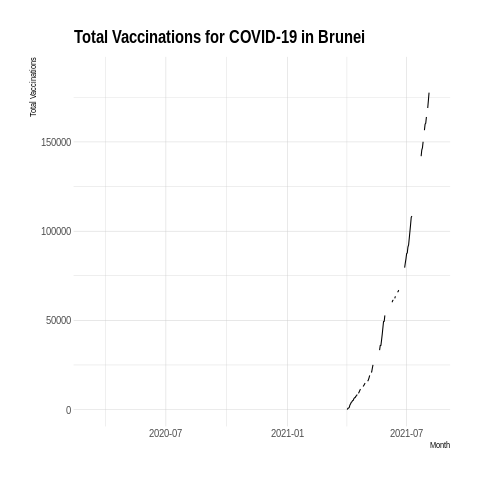 Total Vaccinations for COVID-19 in Brunei
Total Vaccinations
150000
100000
50000
0
2020-07 2021-01 2021-07
Month